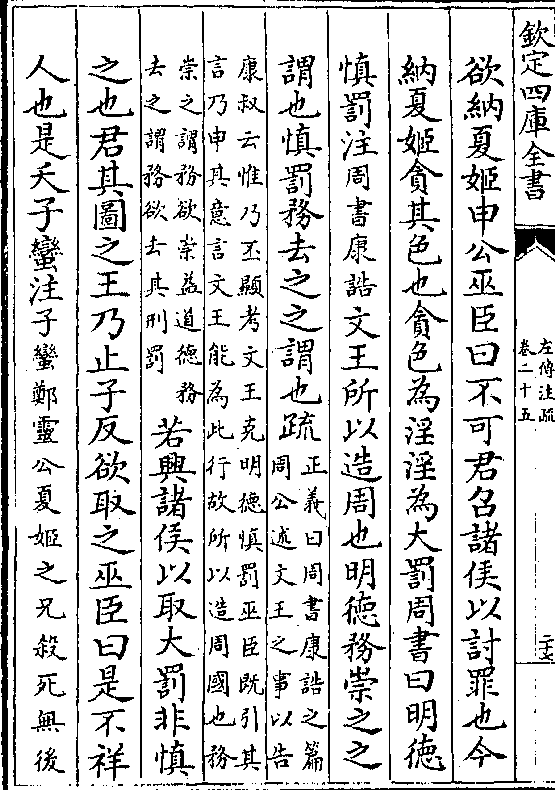 欽定四庫全書
左傳注疏
卷二十五
欲納夏姬申公巫臣曰不可君召諸侯以討罪也今
納夏姬貪其色也貪色為淫淫為大罰周書曰明德
慎罰注周書康誥文王所以造周也明德務崇之之
謂也慎罰務去之之謂也疏正義曰周書康誥之篇
周公述文王之事以告
康叔云惟乃丕顯考文王克明德慎罰巫臣既引其
言乃申其意言文王能為此行故所以造周國也務
崇之謂務欲崇益道德務
去之謂務欲去其刑罰
若興諸侯以取大罰非慎
之也君其圖之王乃止子反欲取之巫臣曰是不祥
人也是夭子蠻注子蠻鄭靈公夏姬之兄殺死無後